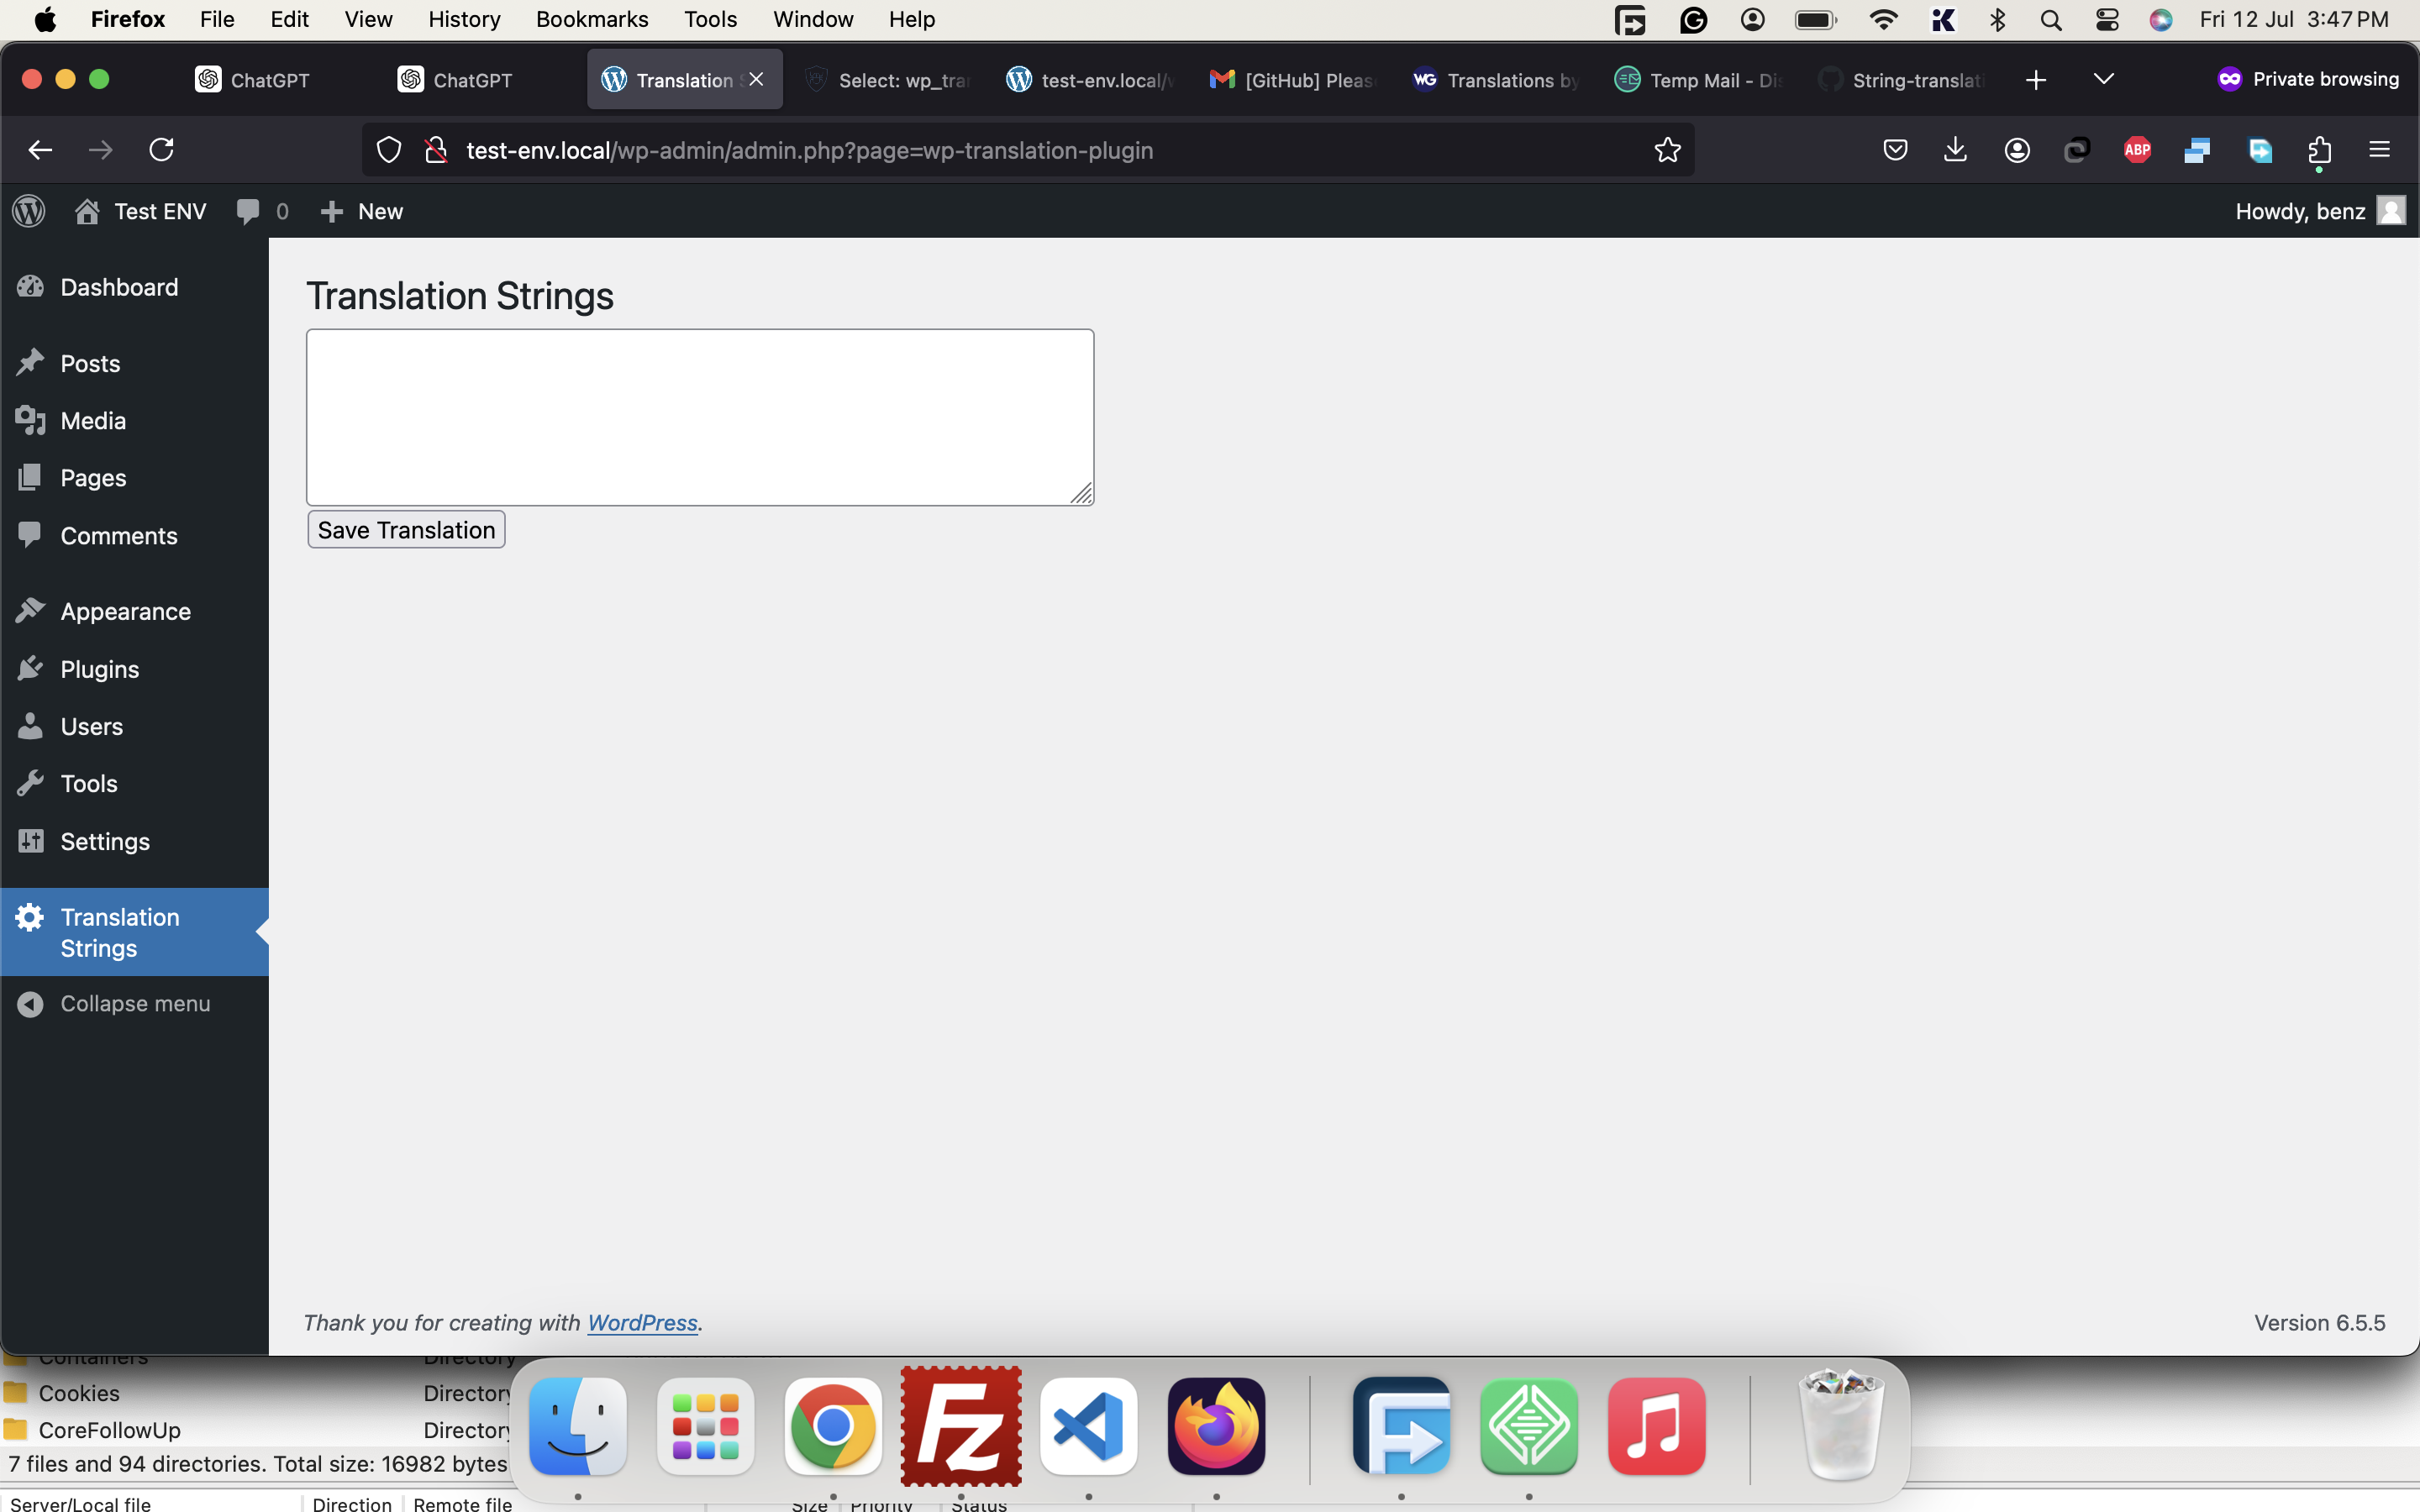 Firefox File Edit View History Bookmarks Tools Window Help Fri 12 Jul 3:47 PM
ChatGPT ChatGPT Translation Select: wp_tra test-env.local/ [GitHub] Pleas Translations by Temp Mail - Di String-translat Private browsing
test-env.local/wp-admin/admin.php?page=wp-translation-plugin ABP
Test ENV 0 New Howdy, benz
Dashboard
Posts
Media
Pages
Comments
Appearance
Plugins
Users
Tools
Settings
Translation
Strings
Collapse menu
Translation Strings
Save Translation
Thank you for creating with WordPress. Version 6.5.5
Containers Directory
Cookies Directory
CoreFollowUp Directory
7 files and 94 directories. Total size: 16982 bytes
Server/Local file Direction Remote file Size Priority Status